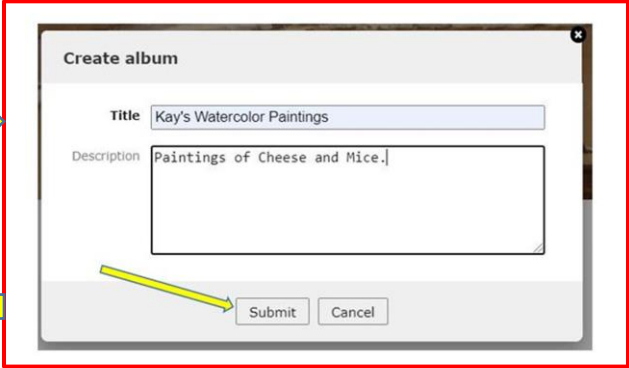 Create album
Title Kay's Watercolor Paintings
Description Paintings of Cheese and Mice.
Submit Cancel